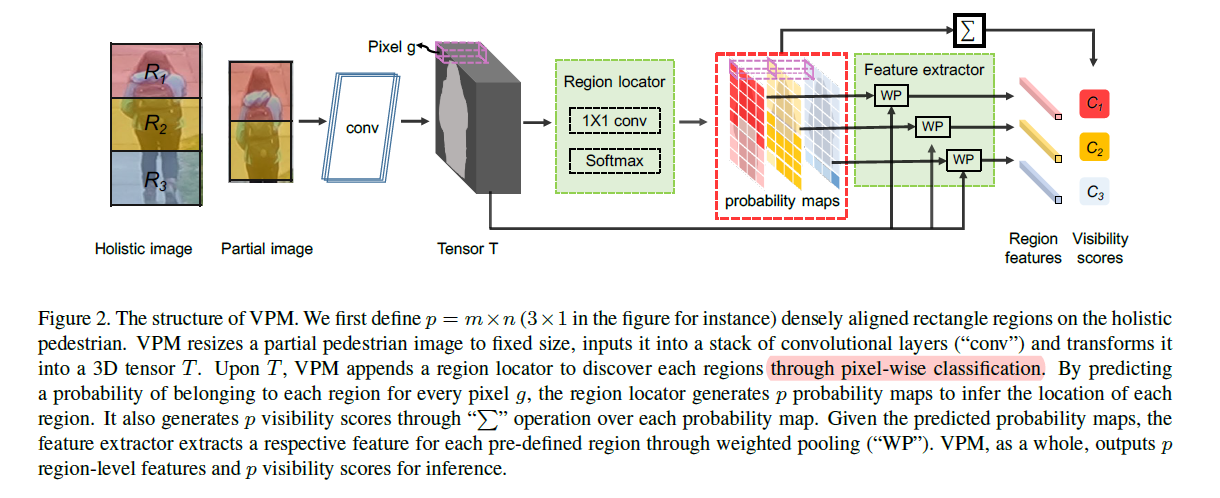 Pixel g
Σ
R1
R2
R3
conv
Region locator
1X1 conv
Softmax
Feature extractor
WP
WP
WP
C1
C2
C3
probability maps
Holistic image
Partial image
Tensor T
Region
features
Visibility
scores
Figure 2. The structure of VPM. We first define p = m×n (3×1 in the figure for instance) densely aligned rectangle regions on the holistic
pedestrian. VPM resizes a partial pedestrian image to fixed size, inputs it into a stack of convolutional layers (“conv”) and transforms it
into a 3D tensor T. Upon T, VPM appends a region locator to discover each regions through pixel-wise classification. By predicting
a probability of belonging to each region for every pixel g, the region locator generates p probability maps to infer the location of each
region. It also generates p visibility scores through “∑” operation over each probability map. Given the predicted probability maps, the
feature extractor extracts a respective feature for each pre-defined region through weighted pooling (“WP”). VPM, as a whole, outputs p
region-level features and p visibility scores for inference.